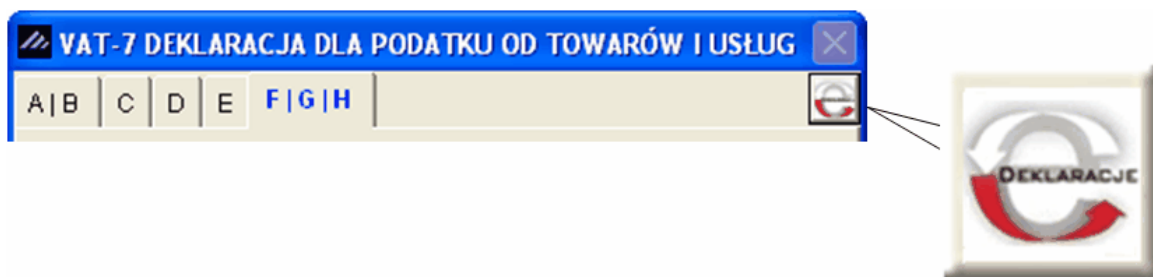 VAT-7 DEKLARACJA DLA PODATKU OD TOWARÓW I USŁUG
A|B C D E F|G|H
DEKLARACJE